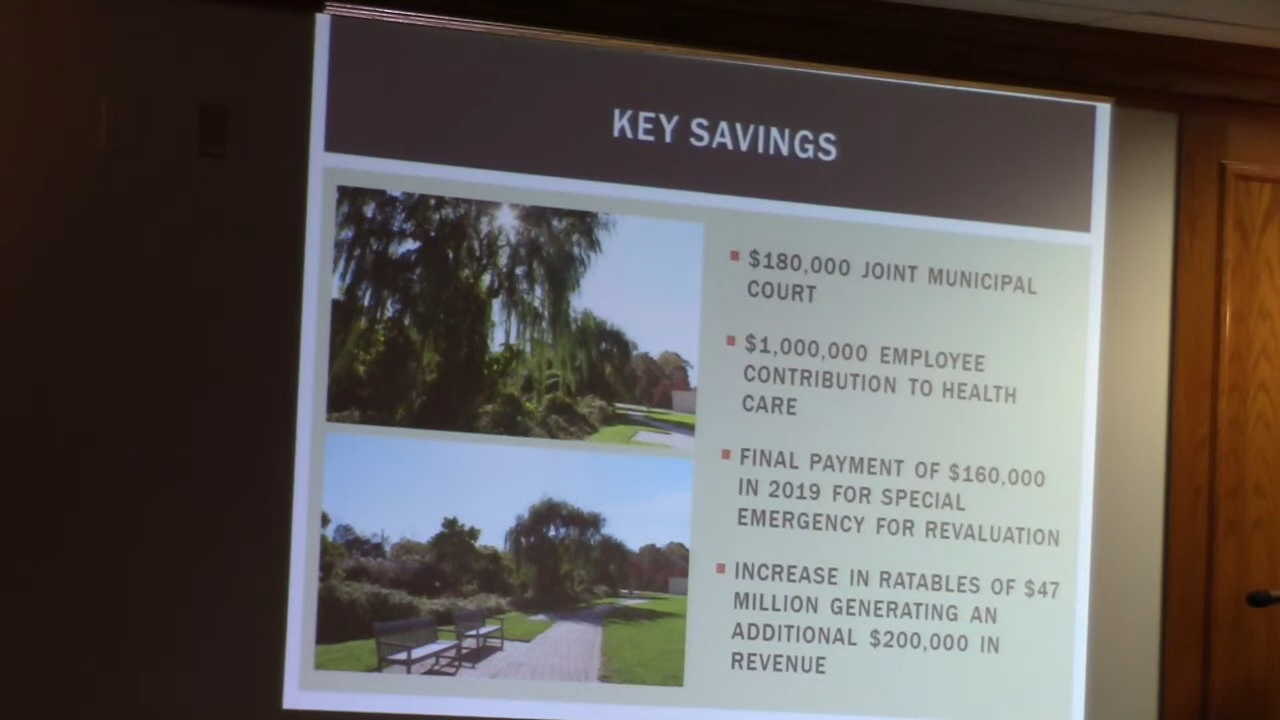 KEY SAVINGS
$180,000 JOINT MUNICIPAL
COURT
$1,000,000 EMPLOYEE
CONTRIBUTION TO HEALTH
CARE
FINAL PAYMENT OF $160,000
IN 2019 FOR SPECIAL
EMERGENCY FOR REVALUATION
INCREASE IN RATABLES OF $47
MILLION GENERATING AN
ADDITIONAL $200,000 IN
REVENUE